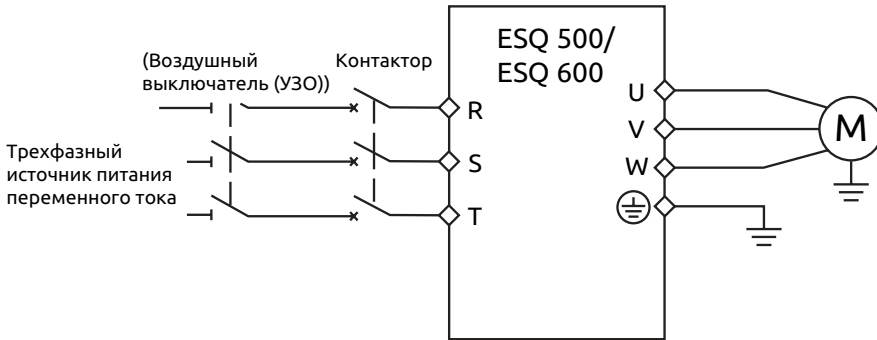 ESQ 500/
ESQ 600
(Воздушный
выключатель (УЗО))
Контактор
R
S
T
U
V
W
M
Трехфазный
источник питания
переменного тока